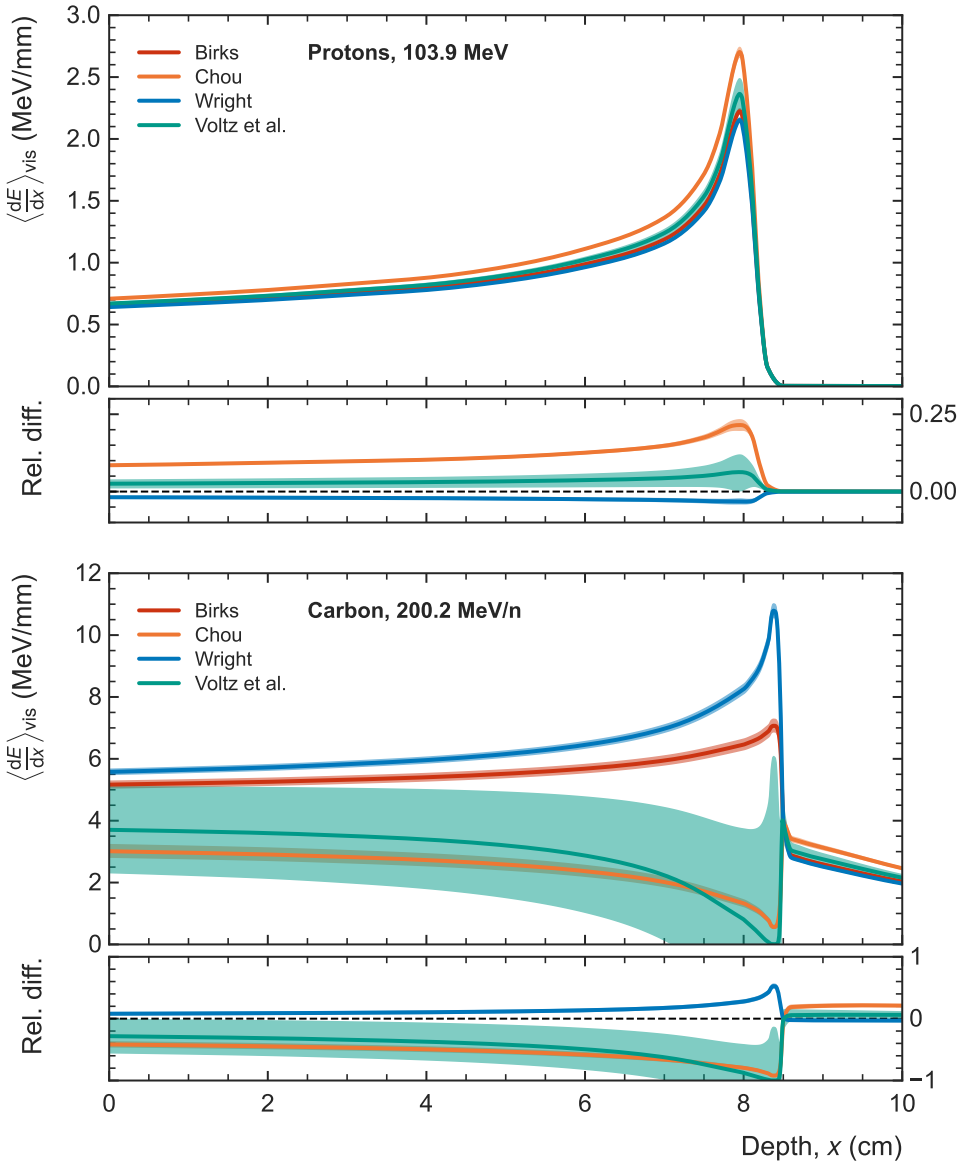 3.0
2.5
2.0
1.5
1.0
0.5
0.0
⟨dE/dx⟩vis (MeV/mm)
Birks
Chou
Wright
Voltz et al.
Protons, 103.9 MeV
Rel. diff.
0.25
0.00
12
10
8
6
4
2
0
⟨dE/dx⟩vis (MeV/mm)
Birks
Chou
Wright
Voltz et al.
Carbon, 200.2 MeV/n
Rel. diff.
1
0
−1
0 2 4 6 8 10
Depth, x (cm)